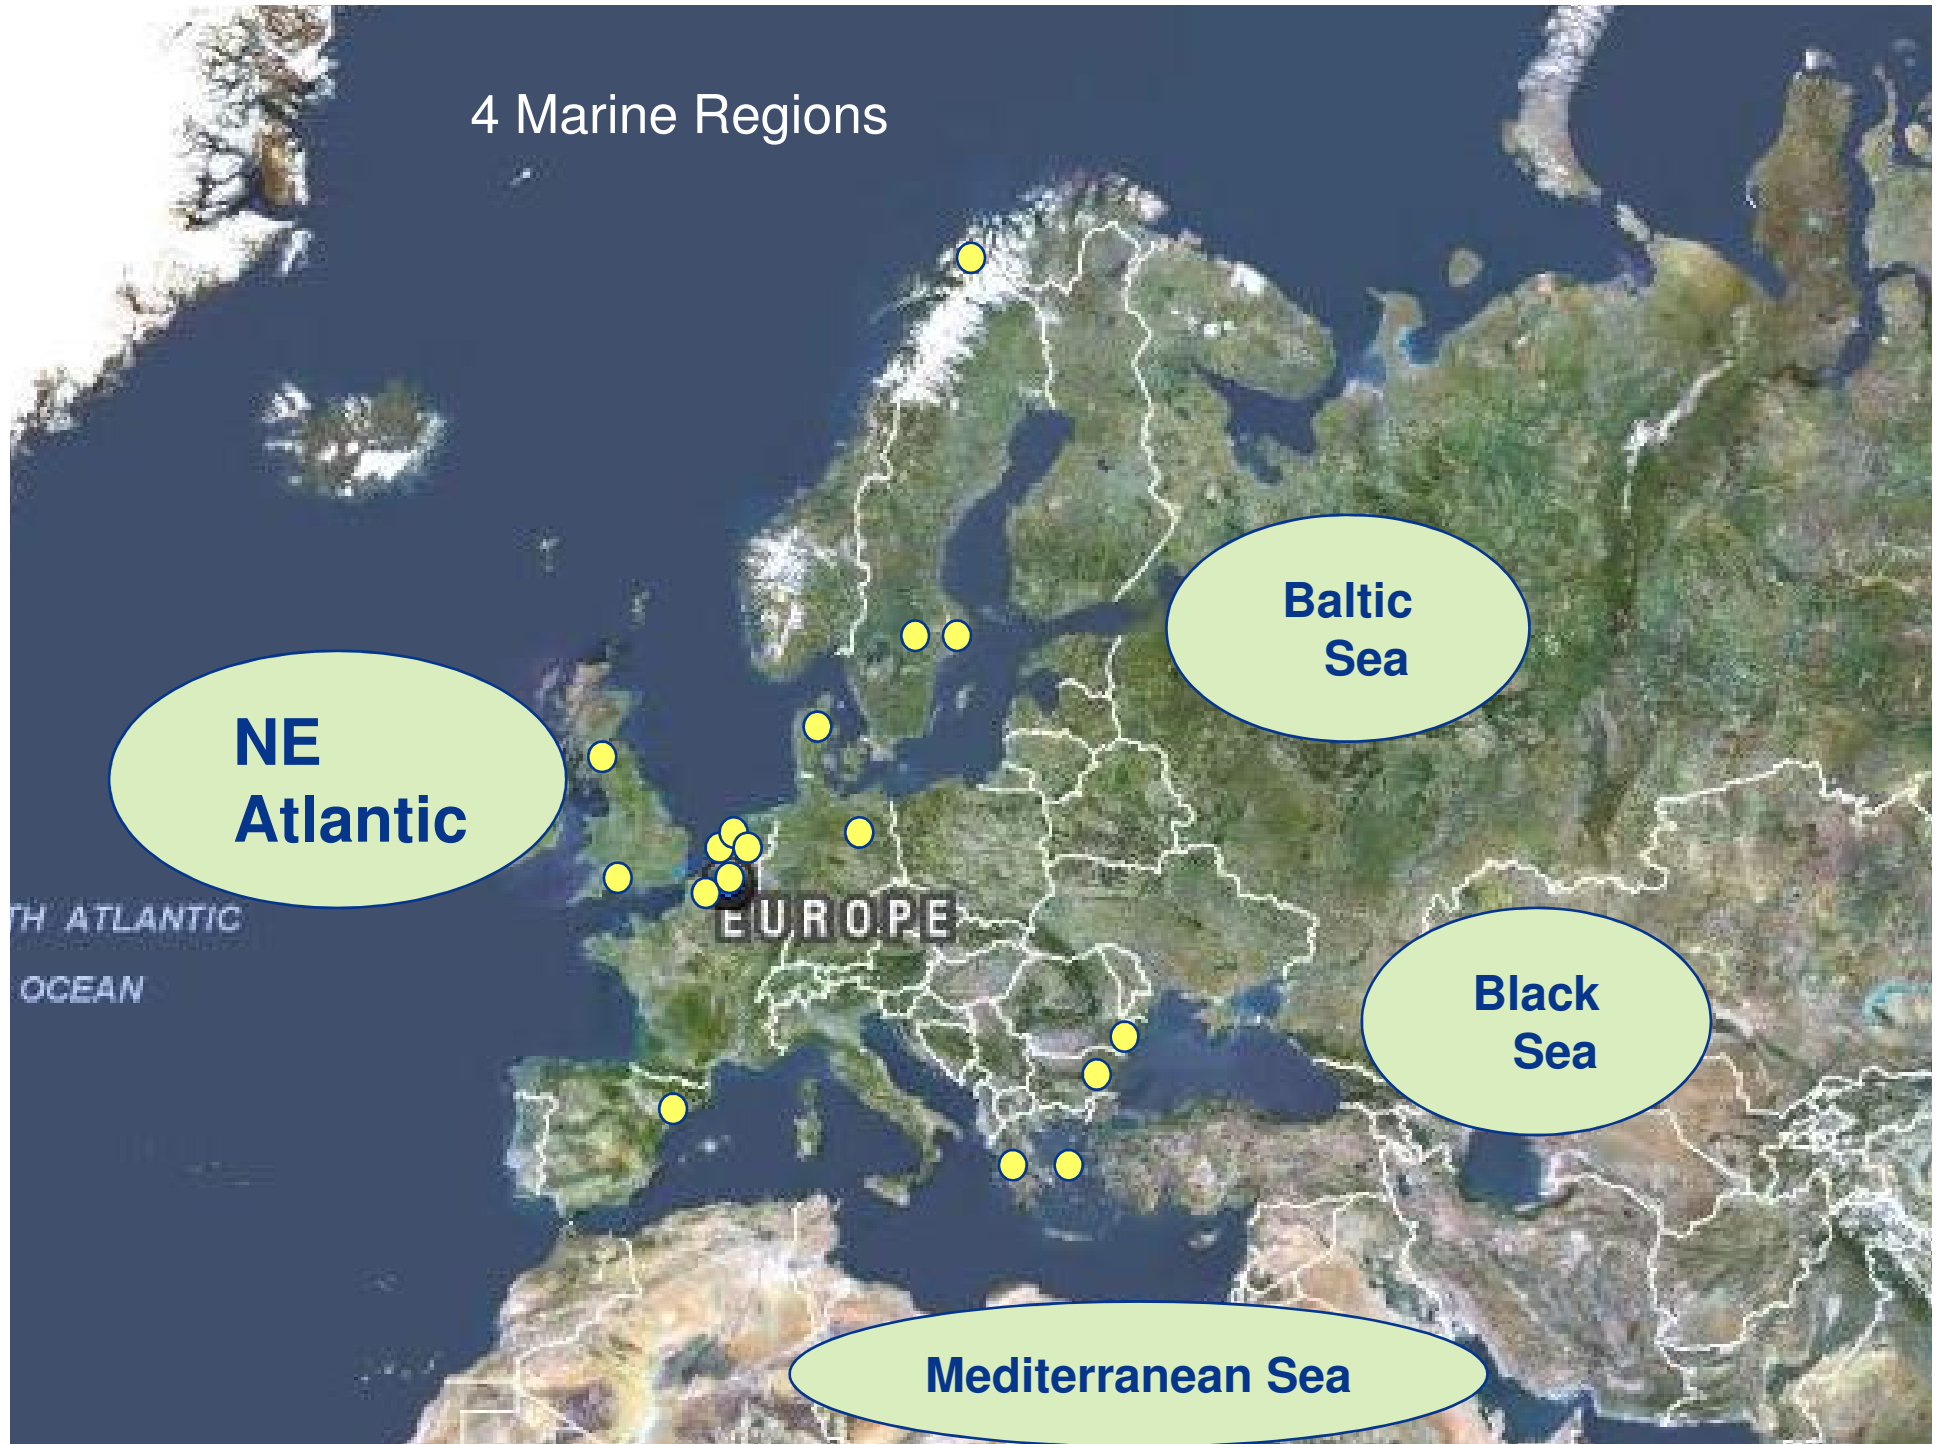 4 Marine Regions
Baltic
Sea
NE
Atlantic
TH ATLANTIC
OCEAN
EUROPE
Black
Sea
Mediterranean Sea